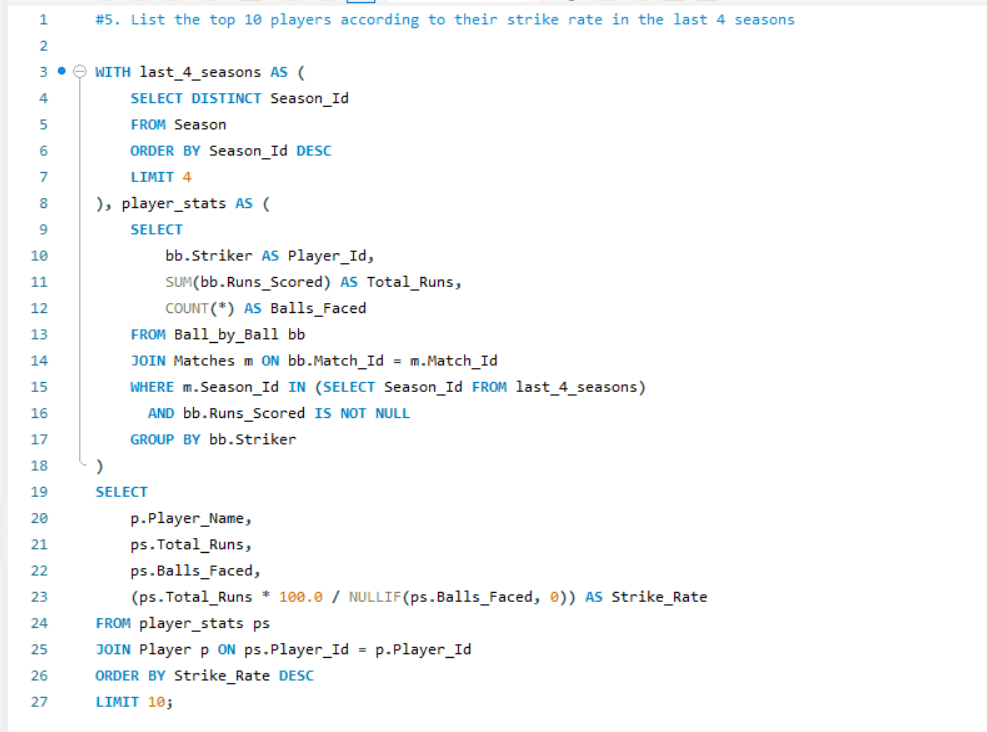 1 #5. List the top 10 players according to their strike rate in the last 4 seasons
2
3 WITH last_4_seasons AS (
4 SELECT DISTINCT Season_Id
5 FROM Season
6 ORDER BY Season_Id DESC
7 LIMIT 4
8 ), player_stats AS (
9 SELECT
10 bb.Striker AS Player_Id,
11 SUM(bb.Runs_Scored) AS Total_Runs,
12 COUNT(*) AS Balls_Faced
13 FROM Ball_by_Ball bb
14 JOIN Matches m ON bb.Match_Id = m.Match_Id
15 WHERE m.Season_Id IN (SELECT Season_Id FROM last_4_seasons)
16 AND bb.Runs_Scored IS NOT NULL
17 GROUP BY bb.Striker
18 )
19 SELECT
20 p.Player_Name,
21 ps.Total_Runs,
22 ps.Balls_Faced,
23 (ps.Total_Runs * 100.0 / NULLIF(ps.Balls_Faced, 0)) AS Strike_Rate
24 FROM player_stats ps
25 JOIN Player p ON ps.Player_Id = p.Player_Id
26 ORDER BY Strike_Rate DESC
27 LIMIT 10;